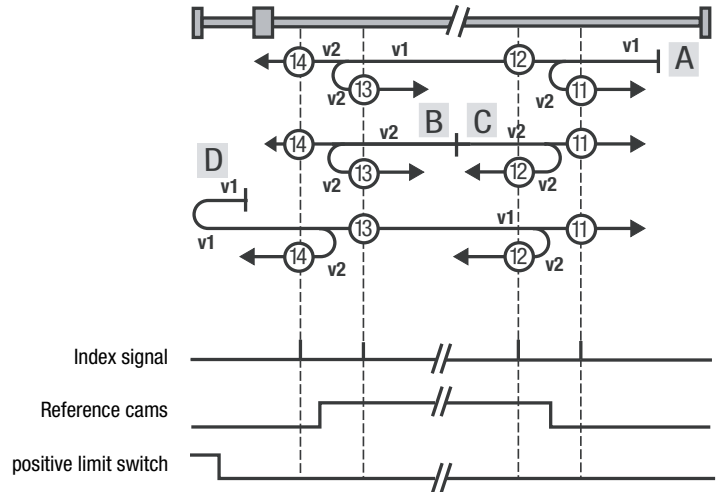 v2 v1 v1
14 12 A
v2 13 v2 11
v2 B C v2
14 11
D v2 13 12 v2
v1
v1 13 v1 11
14 v2 12 v2
Index signal
Reference cams
positive limit switch